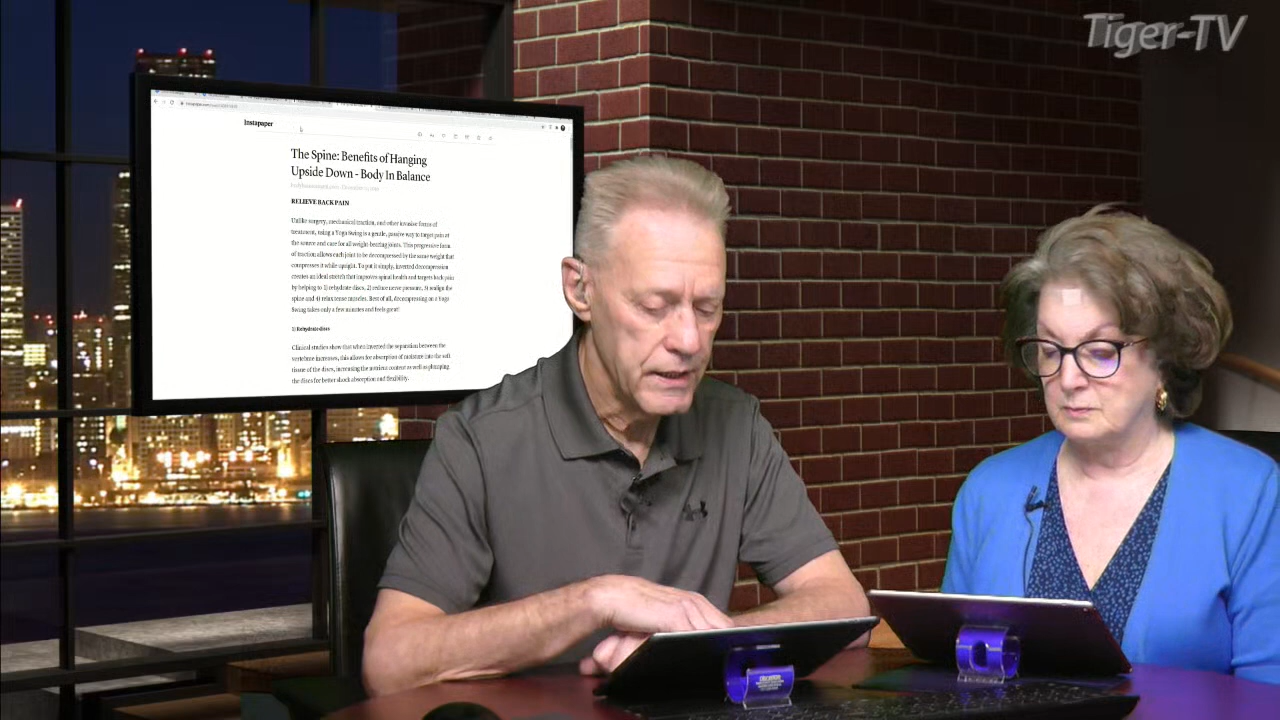 Tiger-TV
Instapaper
The Spine: Benefits of Hanging
Upside Down - Body In Balance
RELIEVE BACK PAIN
Unlike surgery, mechanical traction, and other invasive forms of
treatment, using a Yoga Swing is a gentle, passive way to target pain at
the source and care for all weight-bearing joints. This progressive form
of traction allows each joint to be decompressed by the same weight that
compresses it while upright. To put it simply, inverted decompression
creates an ideal stretch that improves spinal health and targets back pain
by helping to 1) rehydrate discs, 2) reduce nerve pressure, 3) realign the
spine and 4) relax tense muscles. Best of all, decompressing on a Yoga
Swing takes only a few minutes and feels great!
1) Rehydrate discs
Clinical studies show that when inverted the separation between the
vertebrae increases, this allows for absorption of moisture into the soft
tissue of the discs, increasing the nutrient content as well as plumping
the discs for better shock absorption and flexibility.